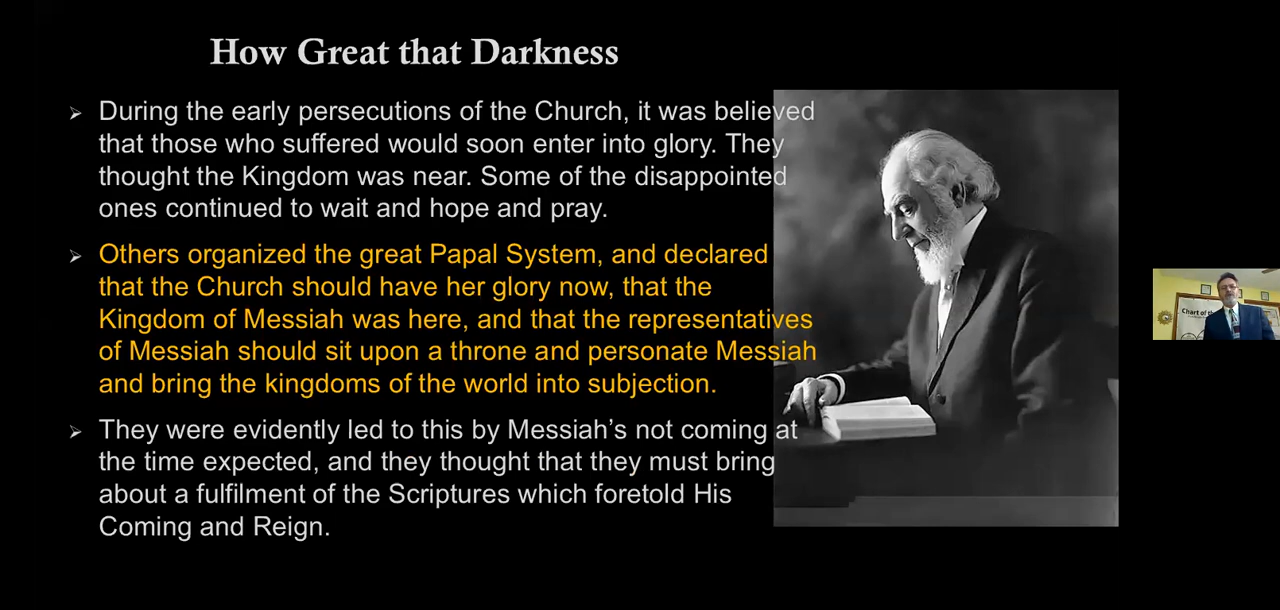 How Great that Darkness
➢ During the early persecutions of the Church, it was believed
that those who suffered would soon enter into glory. They
thought the Kingdom was near. Some of the disappointed
ones continued to wait and hope and pray.
➢ Others organized the great Papal System, and declared
that the Church should have her glory now, that the
Kingdom of Messiah was here, and that the representatives
of Messiah should sit upon a throne and personate Messiah
and bring the kingdoms of the world into subjection.
➢ They were evidently led to this by Messiah’s not coming at
the time expected, and they thought that they must bring
about a fulfilment of the Scriptures which foretold His
Coming and Reign.
Chart of